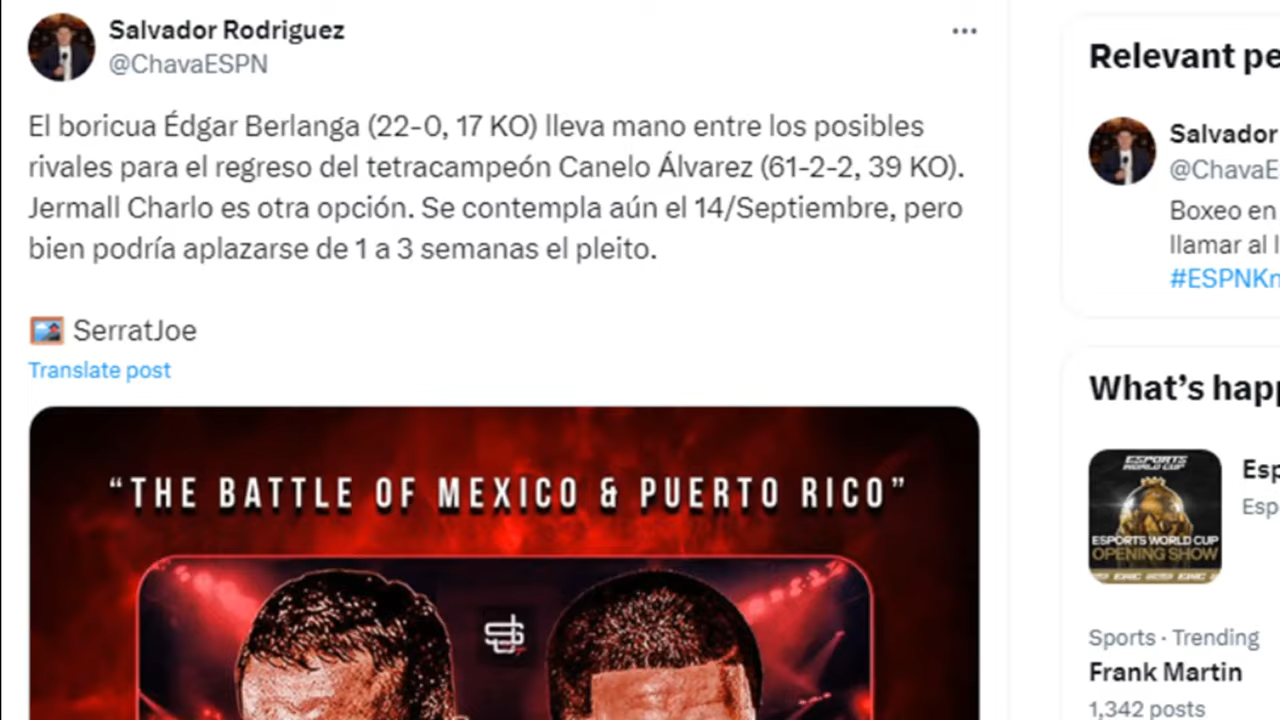 Salvador Rodriguez
@ChavaESPN
El boricua Édgar Berlanga (22-0, 17 KO) lleva mano entre los posibles
rivales para el regreso del tetracampeón Canelo Álvarez (61-2-2, 39 KO).
Jermall Charlo es otra opción. Se contempla aún el 14/Septiembre, pero
bien podría aplazarse de 1 a 3 semanas el pleito.
SerratJoe
Translate post
“THE BATTLE OF MEXICO & PUERTO RICO”
Relevant pe
Salvador
@ChavaE
Boxeo en
llamar al l
#ESPNKn
What’s happ
ESPORTS
WORLD CUP
ESPORTS WORLD CUP
OPENING SHOW
Esp
Esp
Sports · Trending
Frank Martin
1,342 posts